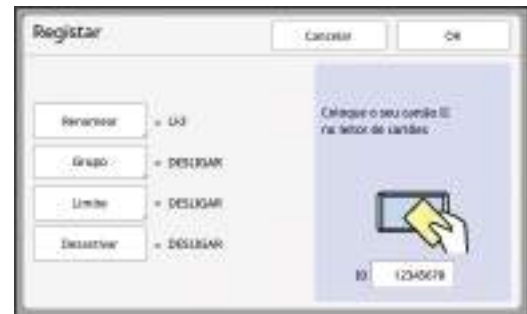 Registar
Cancelar
OK
Renomear = U-3
Grupo = DESLIGAR
Limite = DESLIGAR
Desactivar = DESLIGAR
Coloque o seu cartão ID
no leitor de cartões
ID 12345678